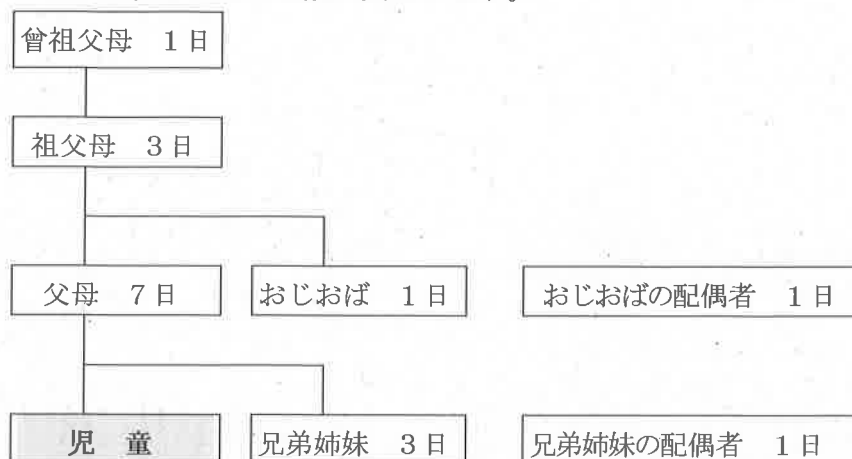 曾祖父母 1日
祖父母 3日
父母 7日 おじおば 1日 おじおばの配偶者 1日
児 童 兄弟姉妹 3日 兄弟姉妹の配偶者 1日